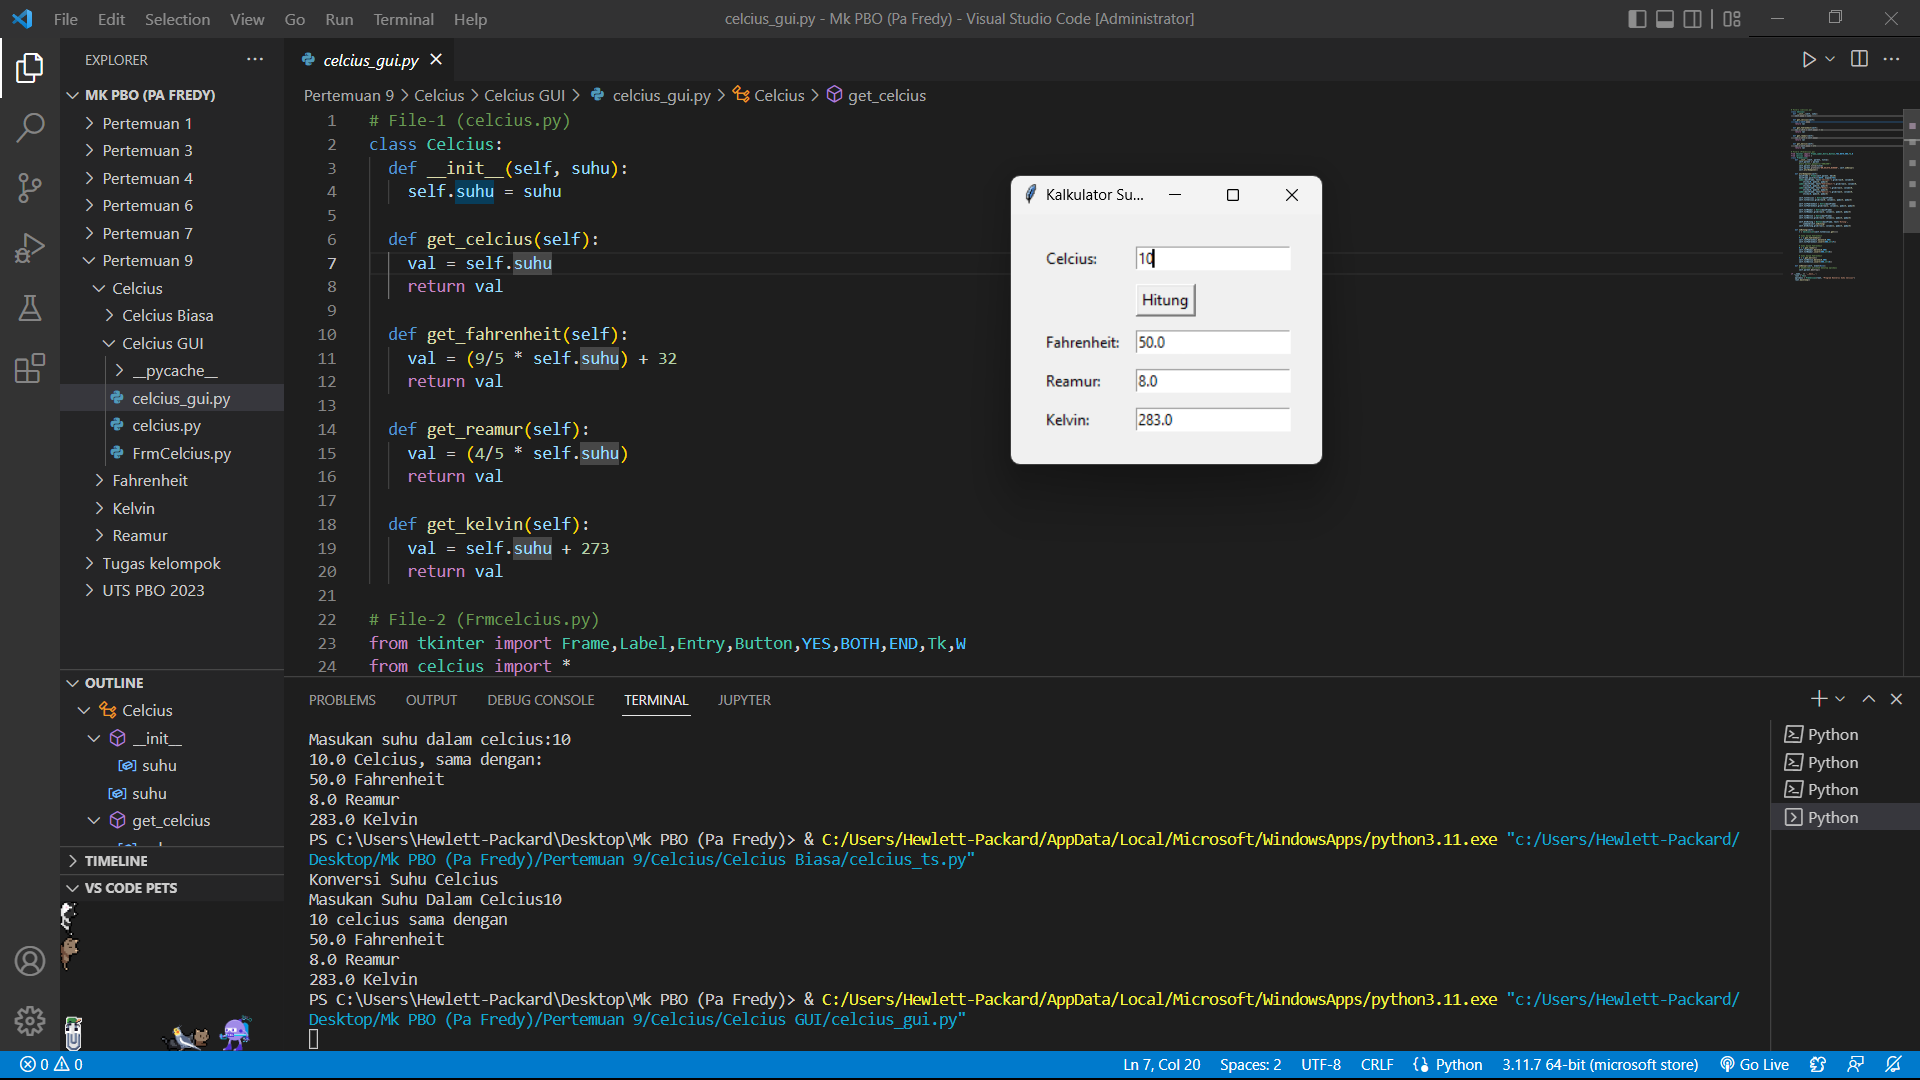 File Edit Selection View Go Run Terminal Help
celcius_gui.py - Mk PBO (Pa Fredy) - Visual Studio Code [Administrator]
EXPLORER
MK PBO (PA FREDY)
Pertemuan 1
Pertemuan 3
Pertemuan 4
Pertemuan 6
Pertemuan 7
Pertemuan 9
Celcius
Celcius Biasa
Celcius GUI
__pycache__
celcius_gui.py
celcius.py
FrmCelcius.py
Fahrenheit
Kelvin
Reamur
Tugas kelompok
UTS PBO 2023
OUTLINE
Celcius
__init__
suhu
suhu
get_celcius
TIMELINE
VS CODE PETS
celcius_gui.py
Pertemuan 9 > Celcius > Celcius GUI > celcius_gui.py > Celcius > get_celcius
1 # File-1 (celcius.py)
2 class Celcius:
3 def __init__(self, suhu):
4 self.suhu = suhu
5
6 def get_celcius(self):
7 val = self.suhu
8 return val
9
10 def get_fahrenheit(self):
11 val = (9/5 * self.suhu) + 32
12 return val
13
14 def get_reamur(self):
15 val = (4/5 * self.suhu)
16 return val
17
18 def get_kelvin(self):
19 val = self.suhu + 273
20 return val
21
22 # File-2 (Frmcelcius.py)
23 from tkinter import Frame,Label,Entry,Button,YES,BOTH,END,Tk,W
24 from celcius import *
Kalkulator Su...
Celcius: 10
Hitung
Fahrenheit: 50.0
Reamur: 8.0
Kelvin: 283.0
PROBLEMS OUTPUT DEBUG CONSOLE TERMINAL JUPYTER
Masukan suhu dalam celcius:10
10.0 Celcius, sama dengan:
50.0 Fahrenheit
8.0 Reamur
283.0 Kelvin
PS C:\Users\Hewlett-Packard\Desktop\Mk PBO (Pa Fredy)> & C:/Users/Hewlett-Packard/AppData/Local/Microsoft/WindowsApps/python3.11.exe "c:/Users/Hewlett-Packard/
Desktop/Mk PBO (Pa Fredy)/Pertemuan 9/Celcius/Celcius Biasa/celcius_ts.py"
Konversi Suhu Celcius
Masukan Suhu Dalam Celcius10
10 celcius sama dengan
50.0 Fahrenheit
8.0 Reamur
283.0 Kelvin
PS C:\Users\Hewlett-Packard\Desktop\Mk PBO (Pa Fredy)> & C:/Users/Hewlett-Packard/AppData/Local/Microsoft/WindowsApps/python3.11.exe "c:/Users/Hewlett-Packard/
Desktop/Mk PBO (Pa Fredy)/Pertemuan 9/Celcius/Celcius GUI/celcius_gui.py"
Python
Python
Python
Python
0 0
Ln 7, Col 20 Spaces: 2 UTF-8 CRLF Python 3.11.7 64-bit (microsoft store) Go Live